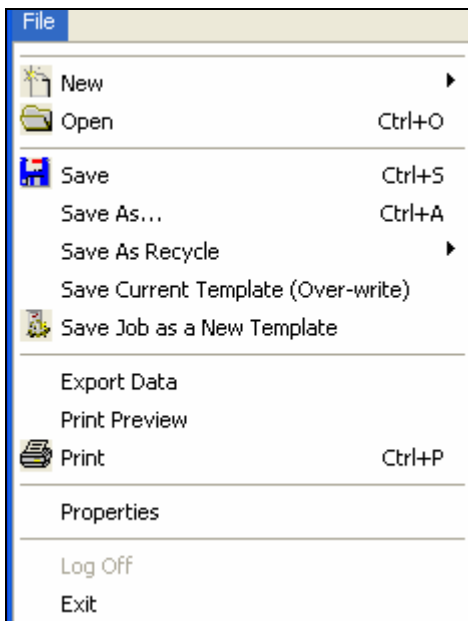 File
New
Open Ctrl+O
Save Ctrl+S
Save As... Ctrl+A
Save As Recycle
Save Current Template (Over-write)
Save Job as a New Template
Export Data
Print Preview
Print Ctrl+P
Properties
Log Off
Exit